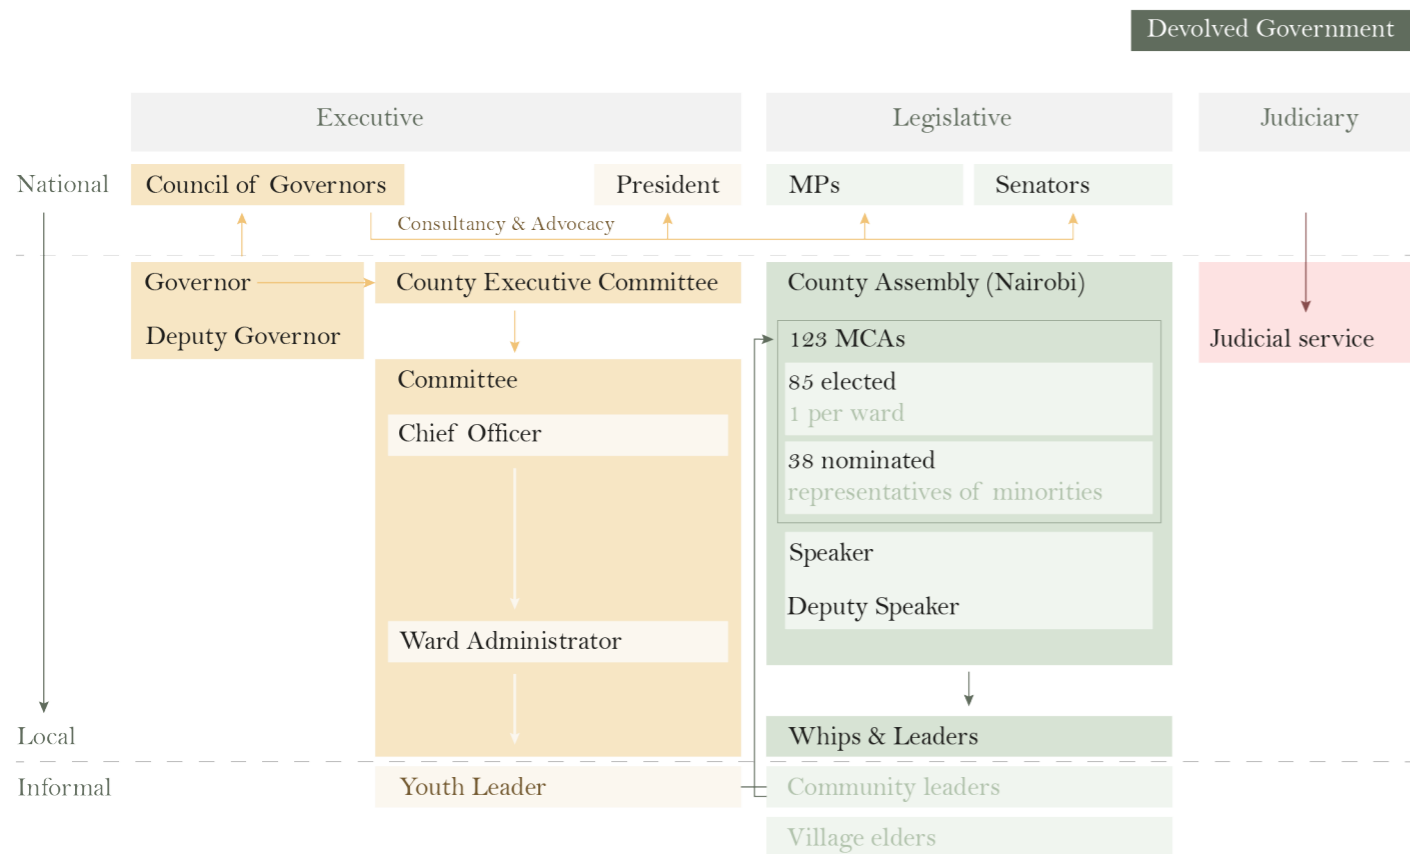 Devolved Government
Executive
Legislative
Judiciary
National
Council of Governors
President
MPs
Senators
Consultancy & Advocacy
Governor
Deputy Governor
County Executive Committee
Committee
Chief Officer
Ward Administrator
County Assembly (Nairobi)
123 MCAs
85 elected
1 per ward
38 nominated
representatives of minorities
Speaker
Deputy Speaker
Judicial service
Local
Whips & Leaders
Informal
Youth Leader
Community leaders
Village elders